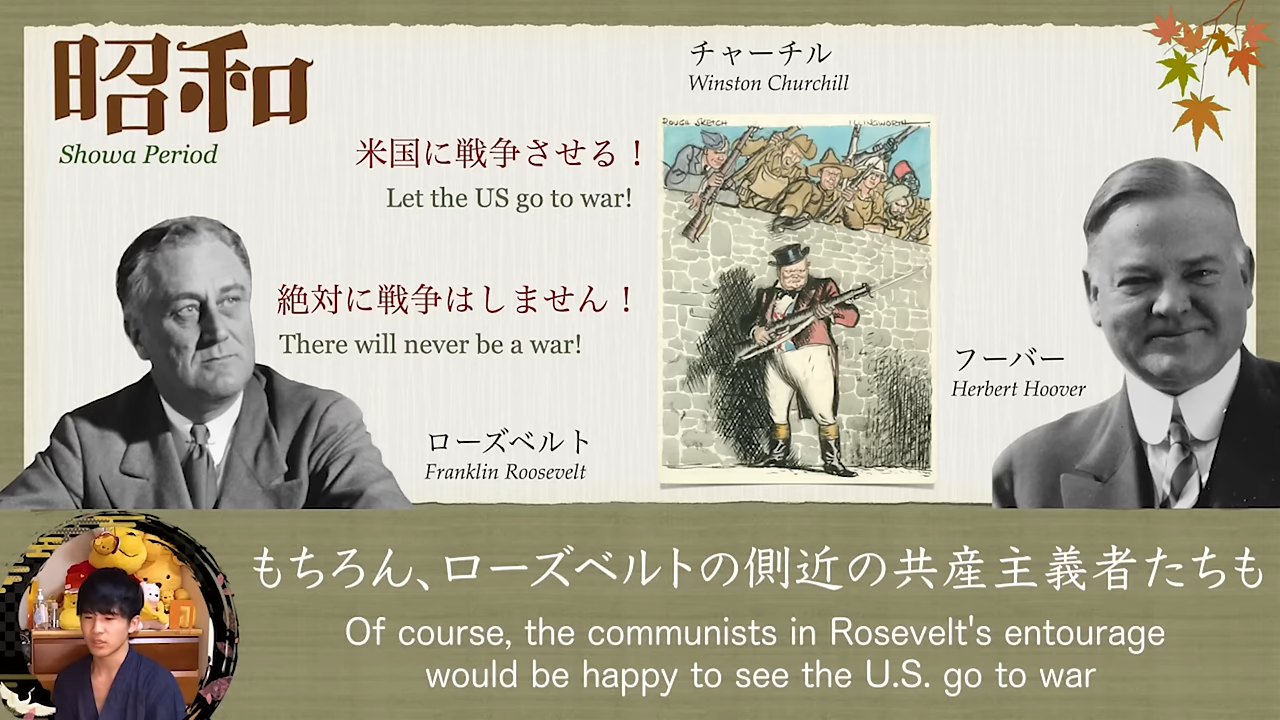 昭和
Showa Period
チャーチル
Winston Churchill
ROUGH SKETCH
ILLINGWORTH
米国に戦争させる！
Let the US go to war!
絶対に戦争はしません！
There will never be a war!
ローズベルト
Franklin Roosevelt
フーバー
Herbert Hoover
もちろん、ローズベルトの側近の共産主義者たちも
Of course, the communists in Rosevelt's entourage
would be happy to see the U.S. go to war